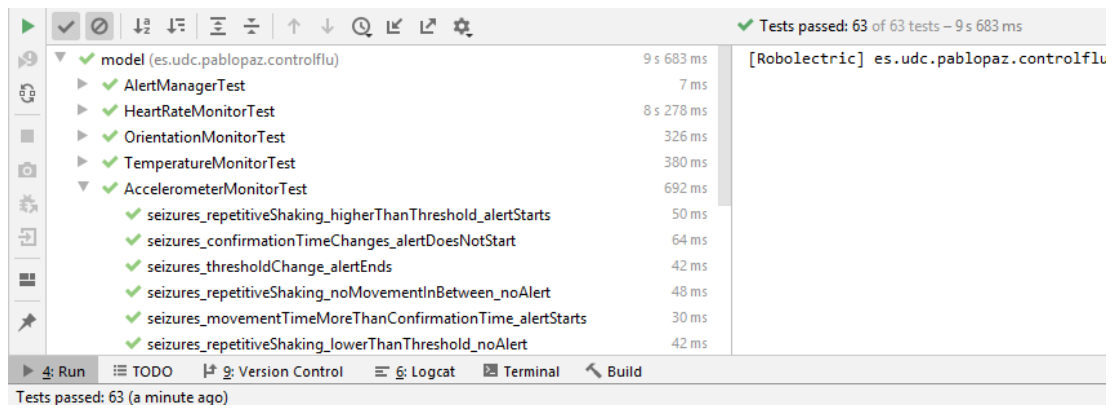 Tests passed: 63 of 63 tests – 9 s 683 ms
model (es.udc.pablopaz.controlflu) 9 s 683 ms
[Robolectric] es.udc.pablopaz.controlflu
AlertManagerTest 7 ms
HeartRateMonitorTest 8 s 278 ms
OrientationMonitorTest 326 ms
TemperatureMonitorTest 380 ms
AccelerometerMonitorTest 692 ms
seizures_repetitiveShaking_higherThanThreshold_alertStarts 50 ms
seizures_confirmationTimeChanges_alertDoesNotStart 64 ms
seizures_thresholdChange_alertEnds 42 ms
seizures_repetitiveShaking_noMovementInBetween_noAlert 48 ms
seizures_movementTimeMoreThanConfirmationTime_alertStarts 30 ms
seizures_repetitiveShaking_lowerThanThreshold_noAlert 42 ms
4: Run TODO 9: Version Control 6: Logcat Terminal Build
Tests passed: 63 (a minute ago)